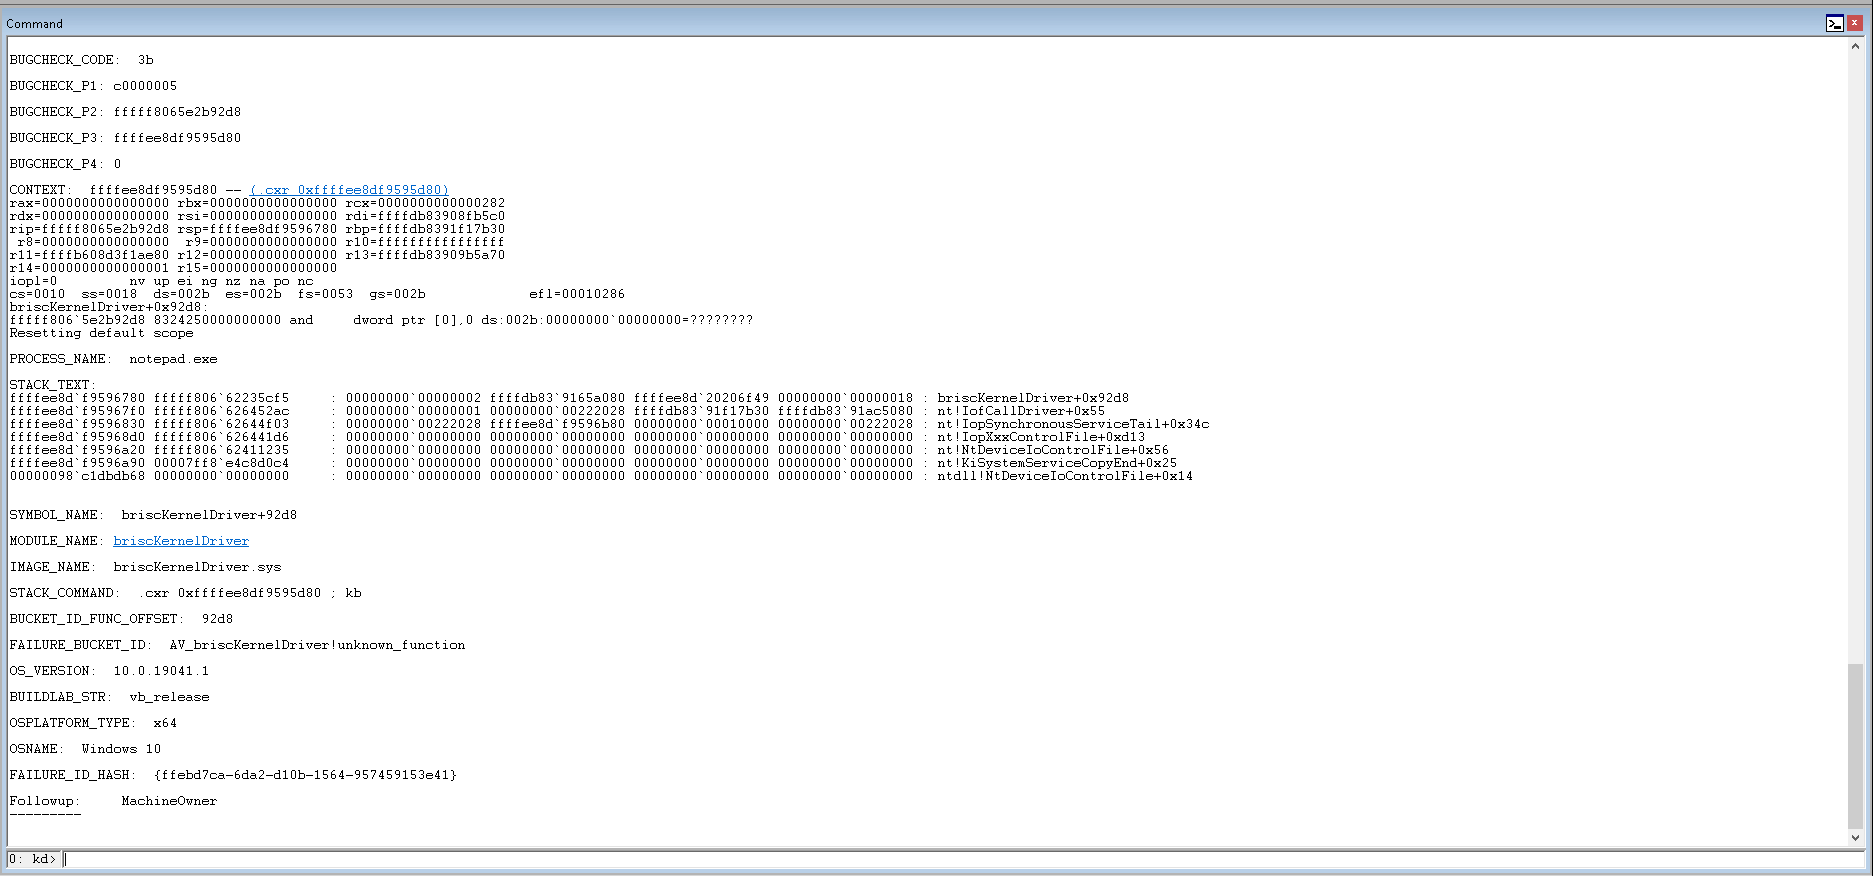 Command
BUGCHECK_CODE:  3b
BUGCHECK_P1: c0000005
BUGCHECK_P2: fffff8065e2b92d8
BUGCHECK_P3: ffffee8df9595d80
BUGCHECK_P4: 0
CONTEXT:  ffffee8df9595d80 -- (.cxr 0xffffee8df9595d80)
rax=0000000000000000 rbx=0000000000000000 rcx=0000000000000282
rdx=0000000000000000 rsi=0000000000000000 rdi=ffffdb83908fb5c0
rip=fffff8065e2b92d8 rsp=ffffee8df9596780 rbp=ffffdb8391f17b30
 r8=0000000000000000  r9=0000000000000000 r10=ffffffffffffffff
r11=ffffb608d3f1ae80 r12=0000000000000000 r13=ffffdb83909b5a70
r14=0000000000000001 r15=0000000000000000
iopl=0         nv up ei ng nz na po nc
cs=0010  ss=0018  ds=002b  es=002b  fs=0053  gs=002b             efl=00010286
briscKernelDriver+0x92d8:
fffff806`5e2b92d8 8324250000000000 and     dword ptr [0],0 ds:002b:00000000`00000000=????????
Resetting default scope
PROCESS_NAME:  notepad.exe
STACK_TEXT:
ffffee8d`f9596780 fffff806`62235cf5     : 00000000`00000002 ffffdb83`9165a080 ffffee8d`20206f49 00000000`00000018 : briscKernelDriver+0x92d8
ffffee8d`f95967f0 fffff806`626452ac     : 00000000`00000001 00000000`00222028 ffffdb83`91f17b30 ffffdb83`91ac5080 : nt!IofCallDriver+0x55
ffffee8d`f9596830 fffff806`62644f03     : 00000000`00222028 ffffee8d`f9596b80 00000000`00010000 00000000`00222028 : nt!IopSynchronousServiceTail+0x34c
ffffee8d`f95968d0 fffff806`626441d6     : 00000000`00000000 00000000`00000000 00000000`00000000 00000000`00000000 : nt!IopXxxControlFile+0xd13
ffffee8d`f9596a20 fffff806`62411235     : 00000000`00000000 00000000`00000000 00000000`00000000 00000000`00000000 : nt!NtDeviceIoControlFile+0x56
ffffee8d`f9596a90 00007ff8`e4c8d0c4     : 00000000`00000000 00000000`00000000 00000000`00000000 00000000`00000000 : nt!KiSystemServiceCopyEnd+0x25
00000098`c1dbdb68 00000000`00000000     : 00000000`00000000 00000000`00000000 00000000`00000000 00000000`00000000 : ntdll!NtDeviceIoControlFile+0x14
SYMBOL_NAME:  briscKernelDriver+92d8
MODULE_NAME: briscKernelDriver
IMAGE_NAME:  briscKernelDriver.sys
STACK_COMMAND:  .cxr 0xffffee8df9595d80 ; kb
BUCKET_ID_FUNC_OFFSET:  92d8
FAILURE_BUCKET_ID:  AV_briscKernelDriver!unknown_function
OS_VERSION:  10.0.19041.1
BUILDLAB_STR:  vb_release
OSPLATFORM_TYPE:  x64
OSNAME:  Windows 10
FAILURE_ID_HASH:  {ffebd7ca-6da2-d10b-1564-957459153e41}
Followup:     MachineOwner
---------
0: kd>